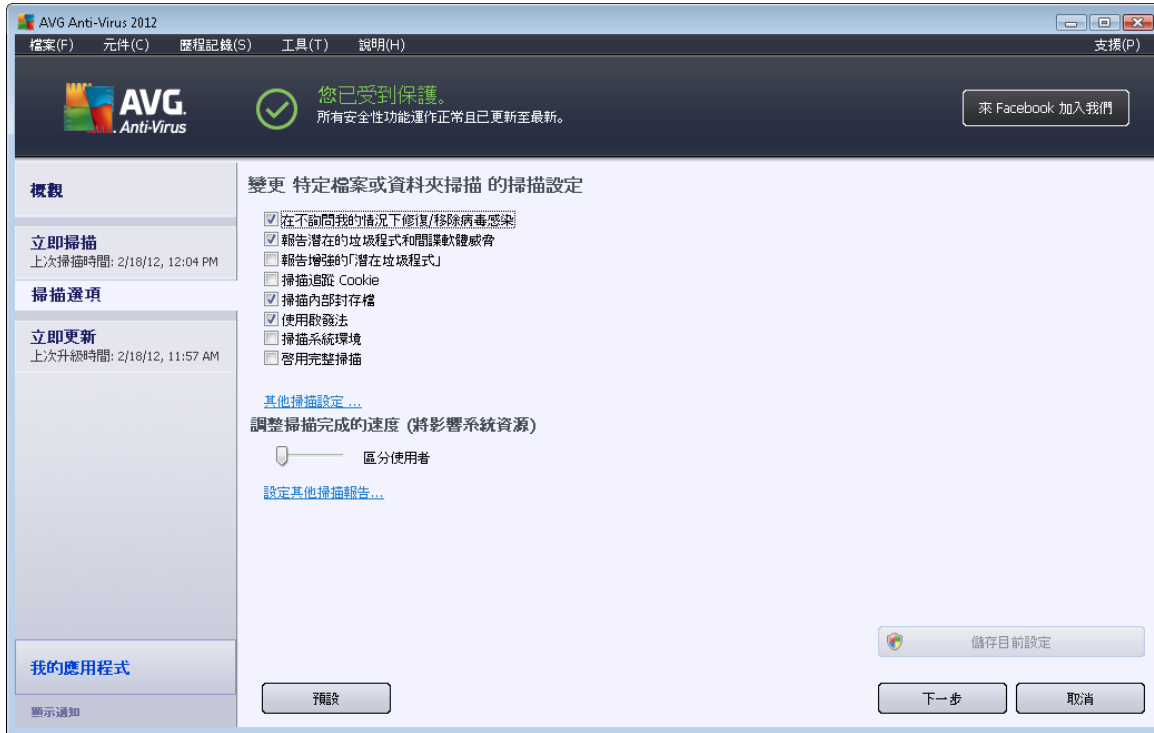 AVG Anti-Virus 2012
檔案(F) 元件(C) 歷程記錄(S) 工具(T) 說明(H) 支援(P)
AVG.
Anti-Virus
您已受到保護。
所有安全性功能運作正常且已更新至最新。
來 Facebook 加入我們
概觀
立即掃描
上次掃描時間: 2/18/12, 12:04 PM
掃描選項
立即更新
上次升級時間: 2/18/12, 11:57 AM
我的應用程式
顯示通知
變更 特定檔案或資料夾掃描 的掃描設定
在不詢問我的情況下修復/移除病毒感染
報告潛在的垃圾程式和間諜軟體威脅
報告增強的「潛在垃圾程式」
掃描追蹤 Cookie
掃描內部封存檔
使用啟發法
掃描系統環境
啓用完整掃描
其他掃描設定 ...
調整掃描完成的速度 (將影響系統資源)
區分使用者
設定其他掃描報告...
儲存目前設定
預設 下一步 取消